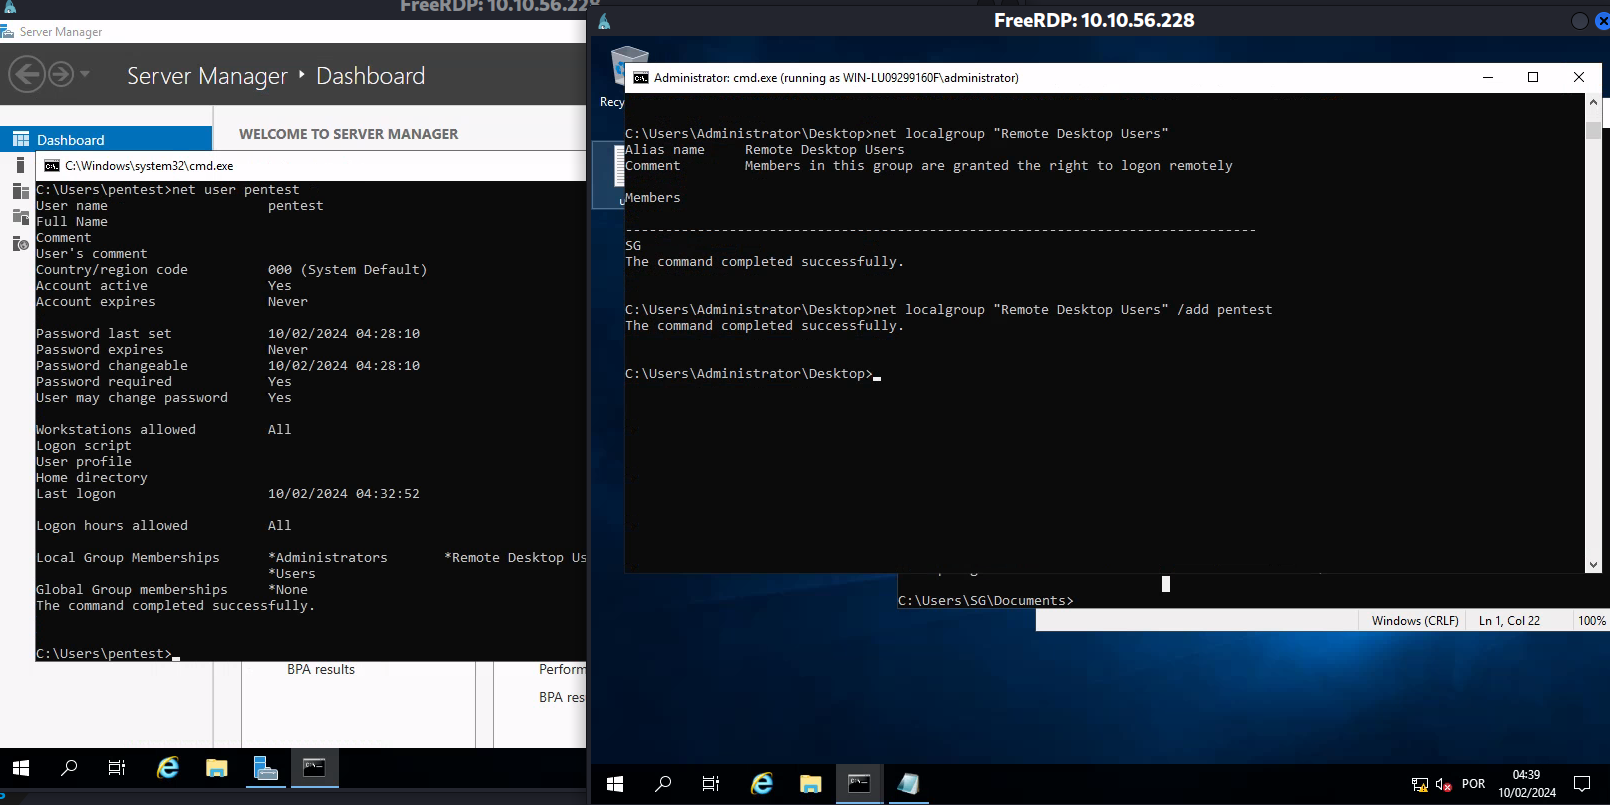 FreeRDP: 10.10.56.228
Server Manager
Server Manager • Dashboard
Dashboard
WELCOME TO SERVER MANAGER
C:\Windows\system32\cmd.exe
C:\Users\pentest>net user pentest
User name pentest
Full Name
Comment
User's comment
Country/region code 000 (System Default)
Account active Yes
Account expires Never
Password last set 10/02/2024 04:28:10
Password expires Never
Password changeable 10/02/2024 04:28:10
Password required Yes
User may change password Yes
Workstations allowed All
Logon script
User profile
Home directory
Last logon 10/02/2024 04:32:52
Logon hours allowed All
Local Group Memberships *Administrators *Remote Desktop Us
*Users
Global Group memberships *None
The command completed successfully.
C:\Users\pentest>
BPA results
Perform
BPA res
FreeRDP: 10.10.56.228
Recy
Administrator: cmd.exe (running as WIN-LU09299160F\administrator)
C:\Users\Administrator\Desktop>net localgroup "Remote Desktop Users"
Alias name Remote Desktop Users
Comment Members in this group are granted the right to logon remotely
Members
-------------------------------------------------------------------------------
SG
The command completed successfully.
C:\Users\Administrator\Desktop>net localgroup "Remote Desktop Users" /add pentest
The command completed successfully.
C:\Users\Administrator\Desktop>
C:\Users\SG\Documents>
Windows (CRLF) Ln 1, Col 22 100%
POR
04:39
10/02/2024